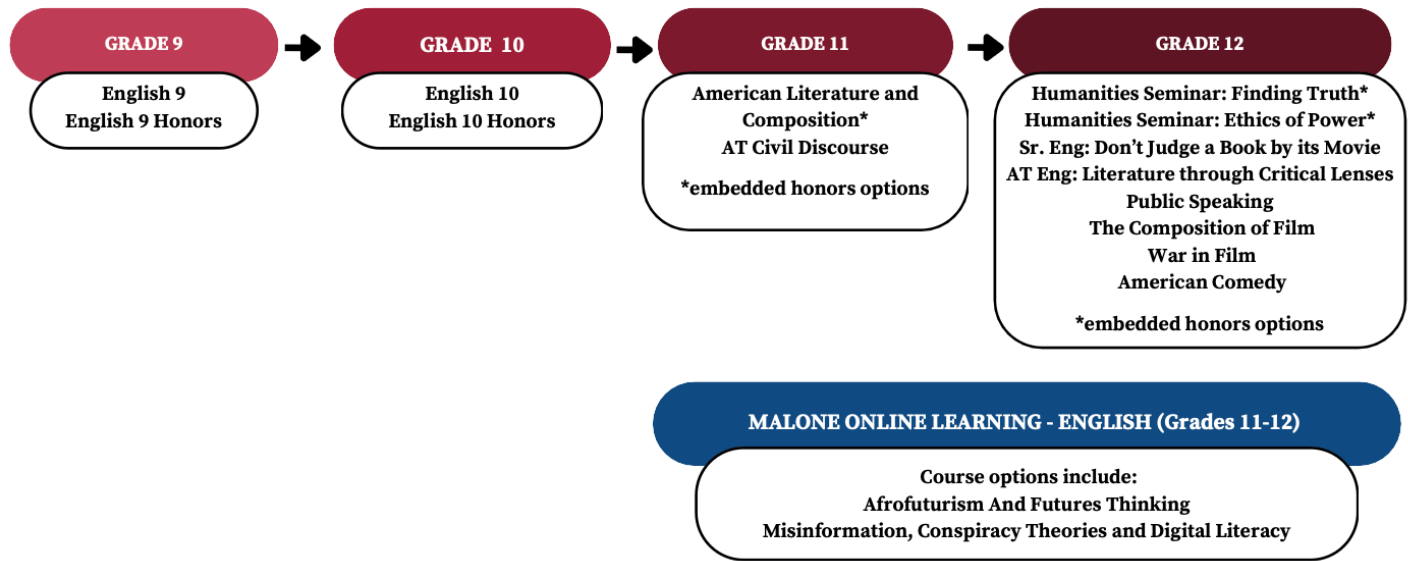 GRADE 9
English 9
English 9 Honors
GRADE 10
English 10
English 10 Honors
GRADE 11
American Literature and
Composition*
AT Civil Discourse
*embedded honors options
GRADE 12
Humanities Seminar: Finding Truth*
Humanities Seminar: Ethics of Power*
Sr. Eng: Don't Judge a Book by its Movie
AT Eng: Literature through Critical Lenses
Public Speaking
The Composition of Film
War in Film
American Comedy
*embedded honors options
MALONE ONLINE LEARNING - ENGLISH (Grades 11-12)
Course options include:
Afrofuturism And Futures Thinking
Misinformation, Conspiracy Theories and Digital Literacy